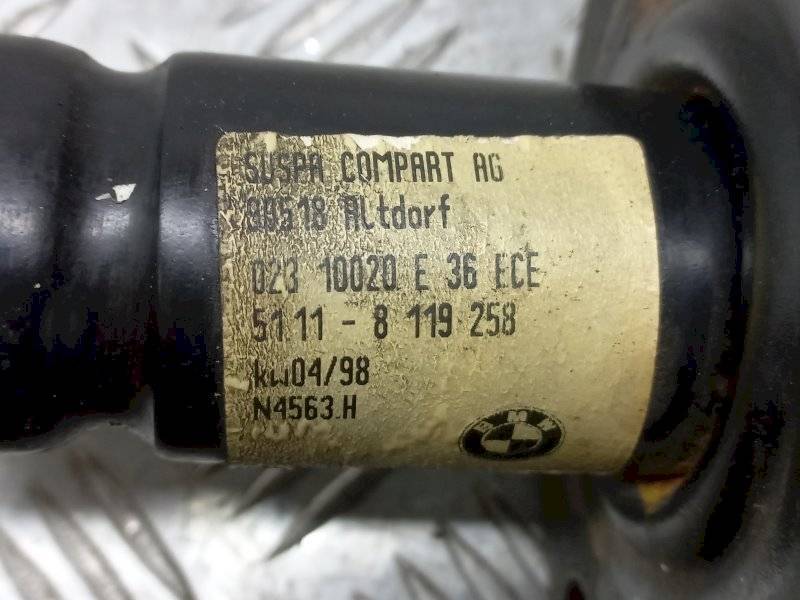 SUSPA COMPART AG
90518 Altdorf
023 10020 E 36 ECE
51 11 - 8 119 258
kw04/98
N4563.H
BMW